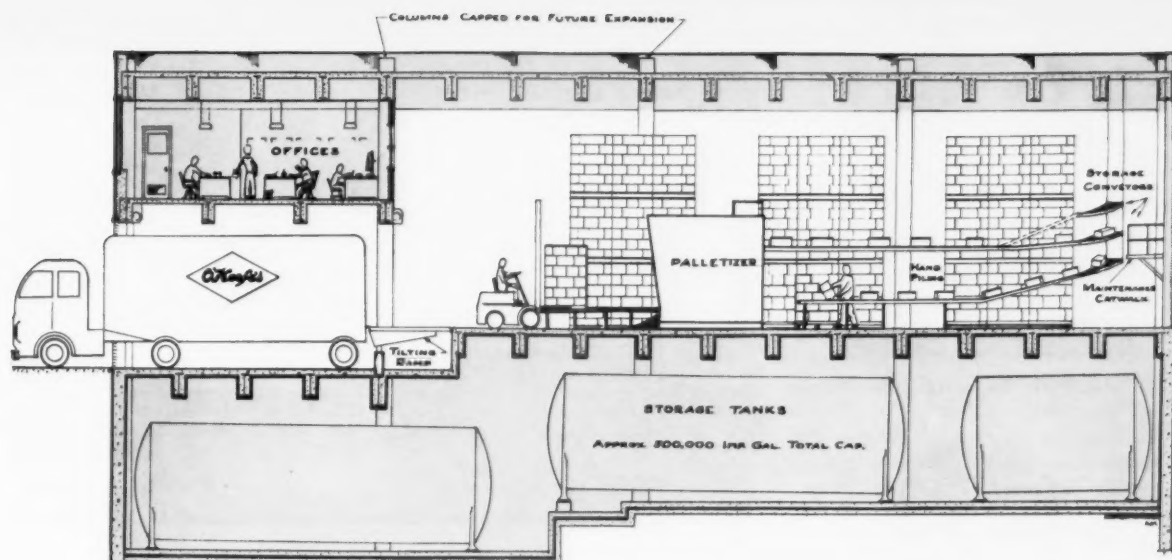 COLUMNS CAPPED FOR FUTURE EXPANSION
OFFICES
STORAGE
CONVEYORS
O'Keefe's
PALLETIZER
HAND
PILING
MAINTENANCE
CATWALK
TILTING
RAMP
STORAGE TANKS
APPROX. 500,000 IMP. GAL. TOTAL CAP.